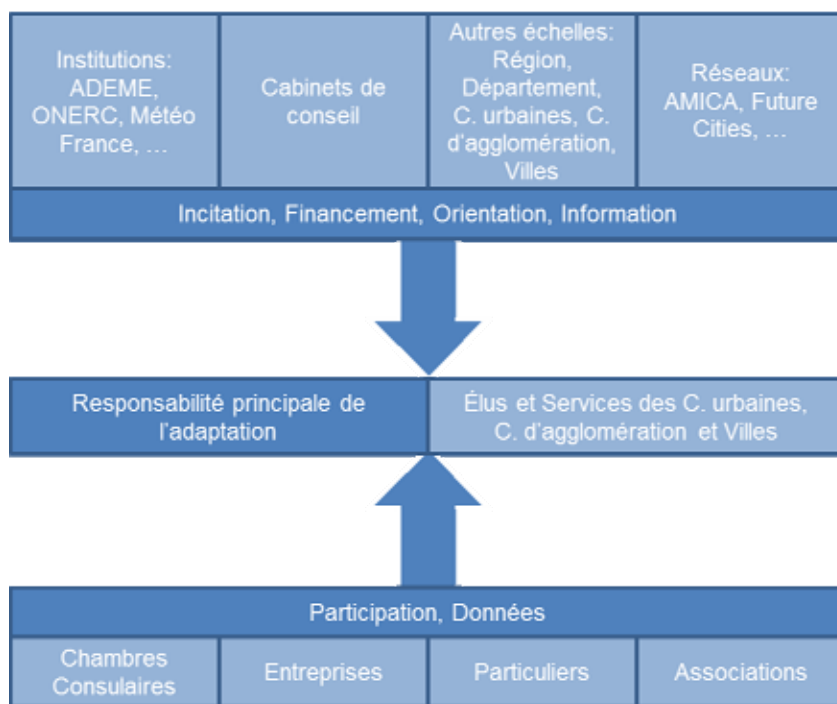 Institutions:
ADEME,
ONERC, Météo
France, …
Cabinets de
conseil
Autres échelles:
Région,
Département,
C. urbaines, C.
d'agglomération,
Villes
Réseaux:
AMICA, Future
Cities, …
Incitation, Financement, Orientation, Information
Responsabilité principale de
l'adaptation
Élus et Services des C. urbaines,
C. d'agglomération et Villes
Participation, Données
Chambres
Consulaires
Entreprises
Particuliers
Associations